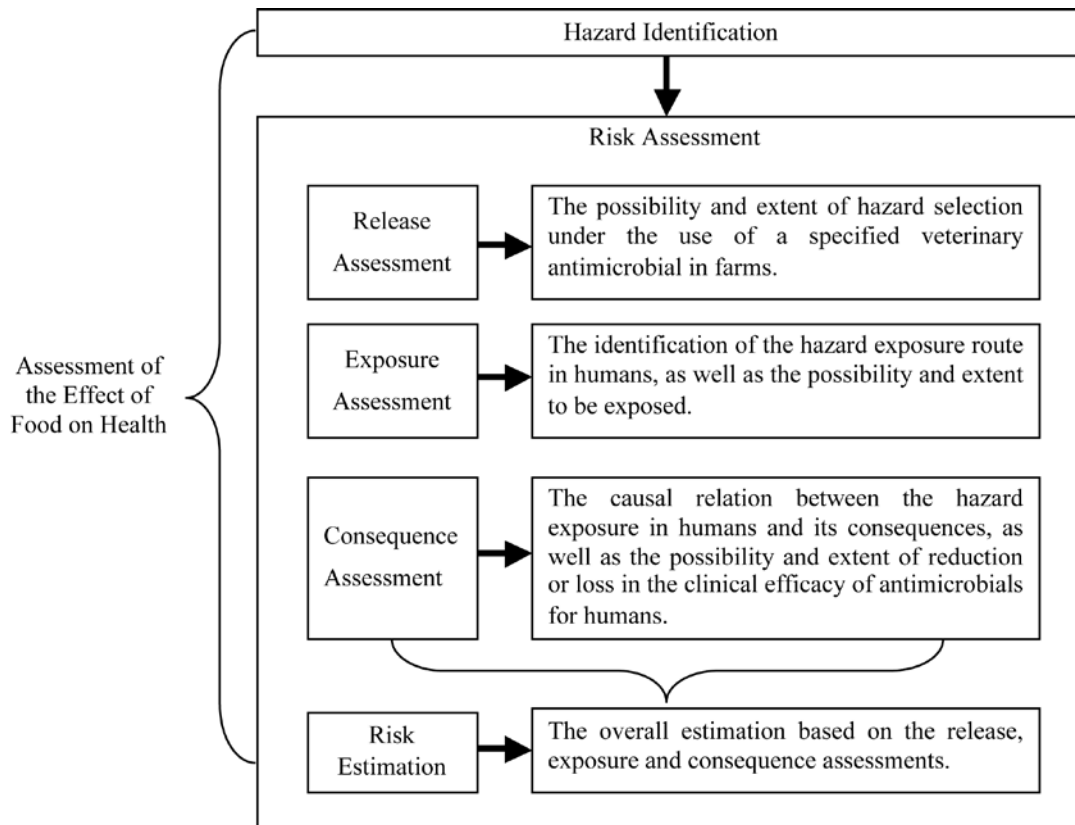 Hazard Identification
Risk Assessment
Release
Assessment
The possibility and extent of hazard selection
under the use of a specified veterinary
antimicrobial in farms.
Exposure
Assessment
The identification of the hazard exposure route
in humans, as well as the possibility and extent
to be exposed.
Assessment of
the Effect of
Food on Health
Consequence
Assessment
The causal relation between the hazard
exposure in humans and its consequences, as
well as the possibility and extent of reduction
or loss in the clinical efficacy of antimicrobials
for humans.
Risk
Estimation
The overall estimation based on the release,
exposure and consequence assessments.